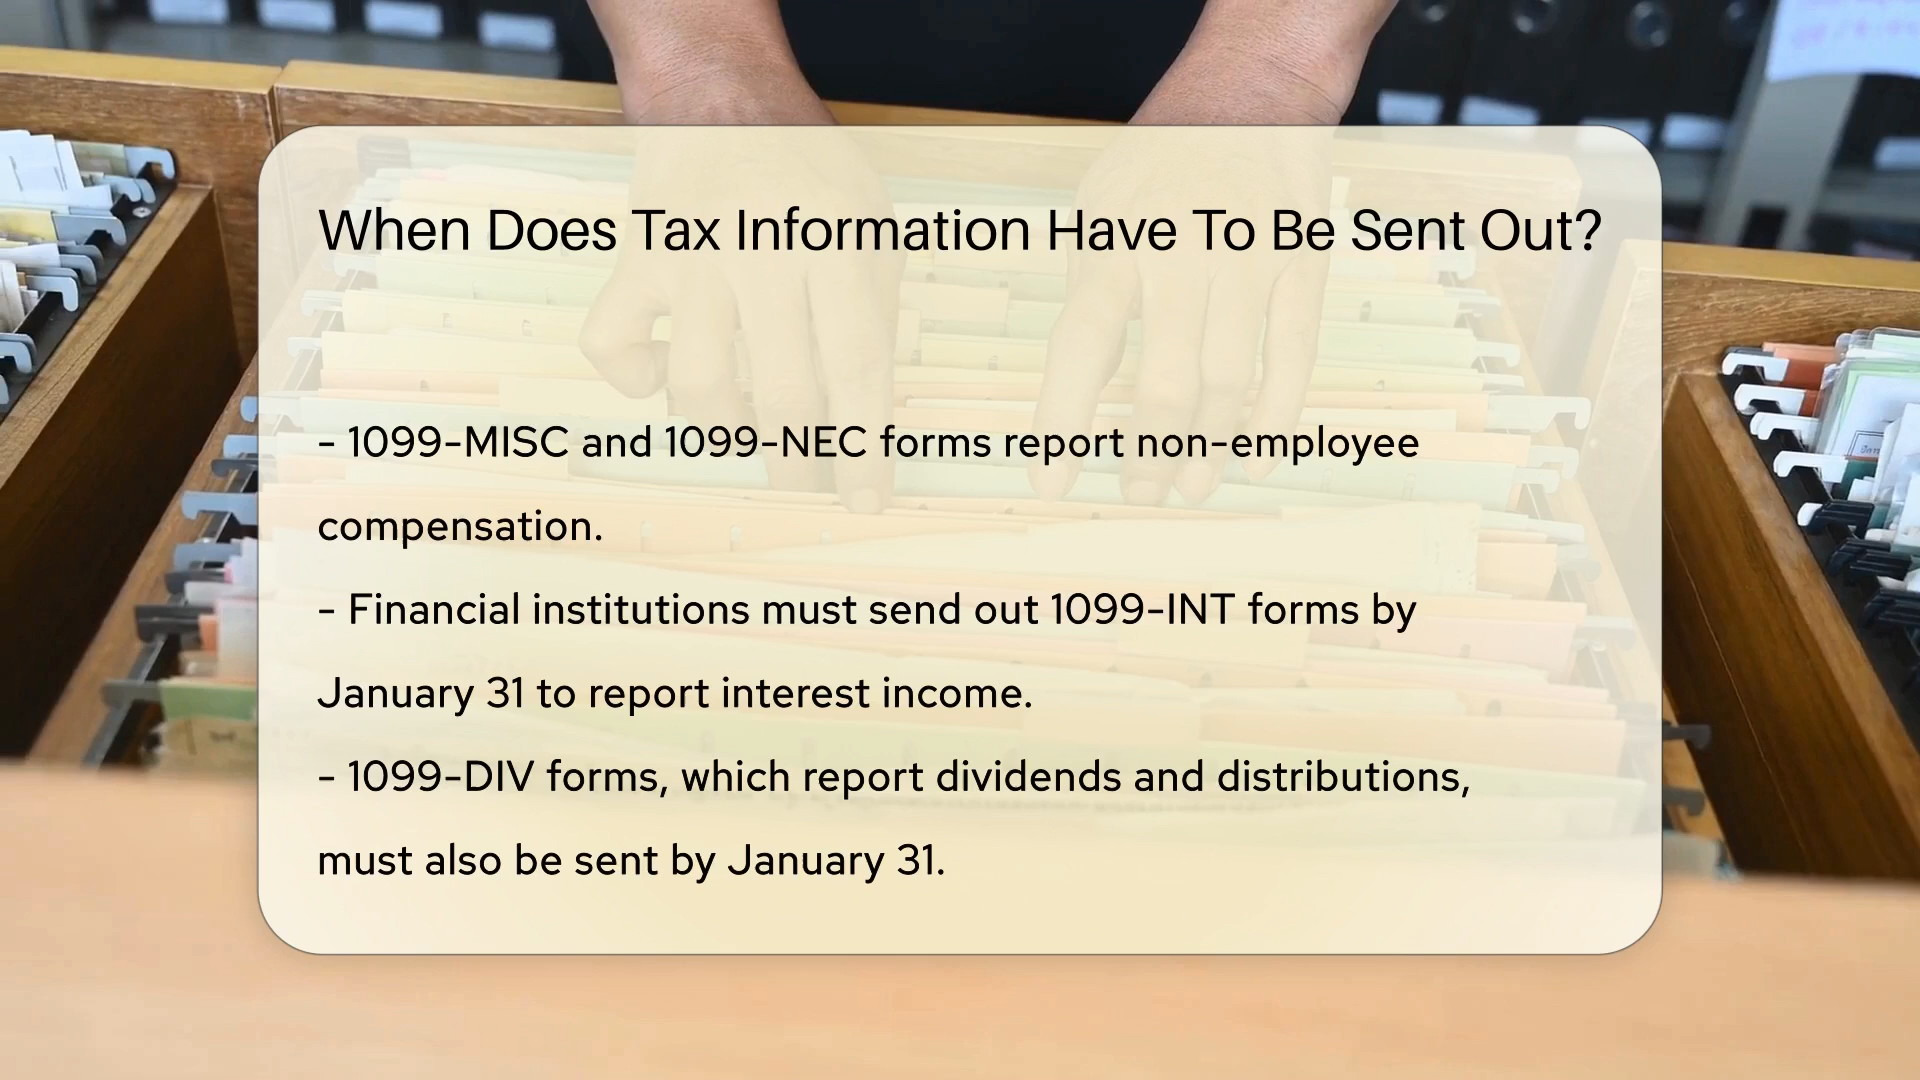 When Does Tax Information Have To Be Sent Out?
- 1099-MISC and 1099-NEC forms report non-employee
compensation.
- Financial institutions must send out 1099-INT forms by
January 31 to report interest income.
- 1099-DIV forms, which report dividends and distributions,
must also be sent by January 31.